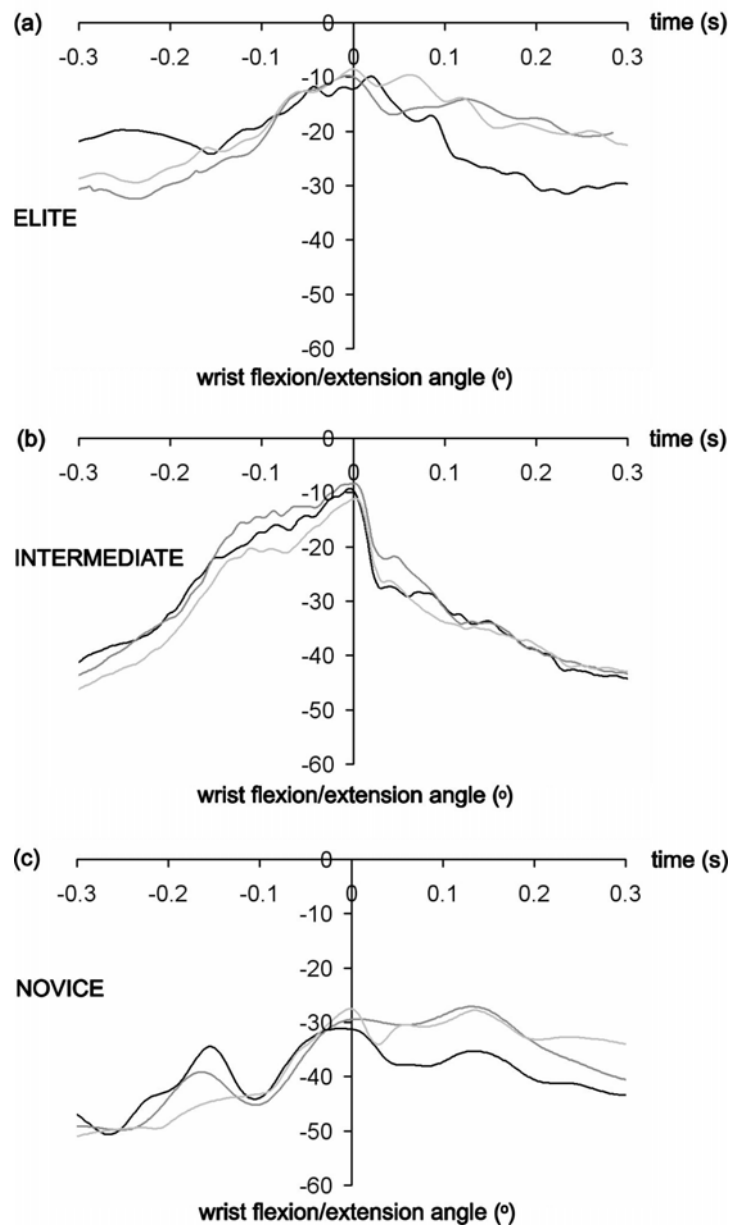 (a) 0 time (s)
-0.3 -0.2 -0.1 0 0.1 0.2 0.3
-10
-20
-30
ELITE
-40
-50
-60
wrist flexion/extension angle (º)
(b) 0 time (s)
-0.3 -0.2 -0.1 0 0.1 0.2 0.3
-10
-20
INTERMEDIATE
-30
-40
-50
-60
wrist flexion/extension angle (º)
(c) 0 time (s)
-0.3 -0.2 -0.1 0 0.1 0.2 0.3
-10
-20
NOVICE
-30
-40
-50
-60
wrist flexion/extension angle (º)